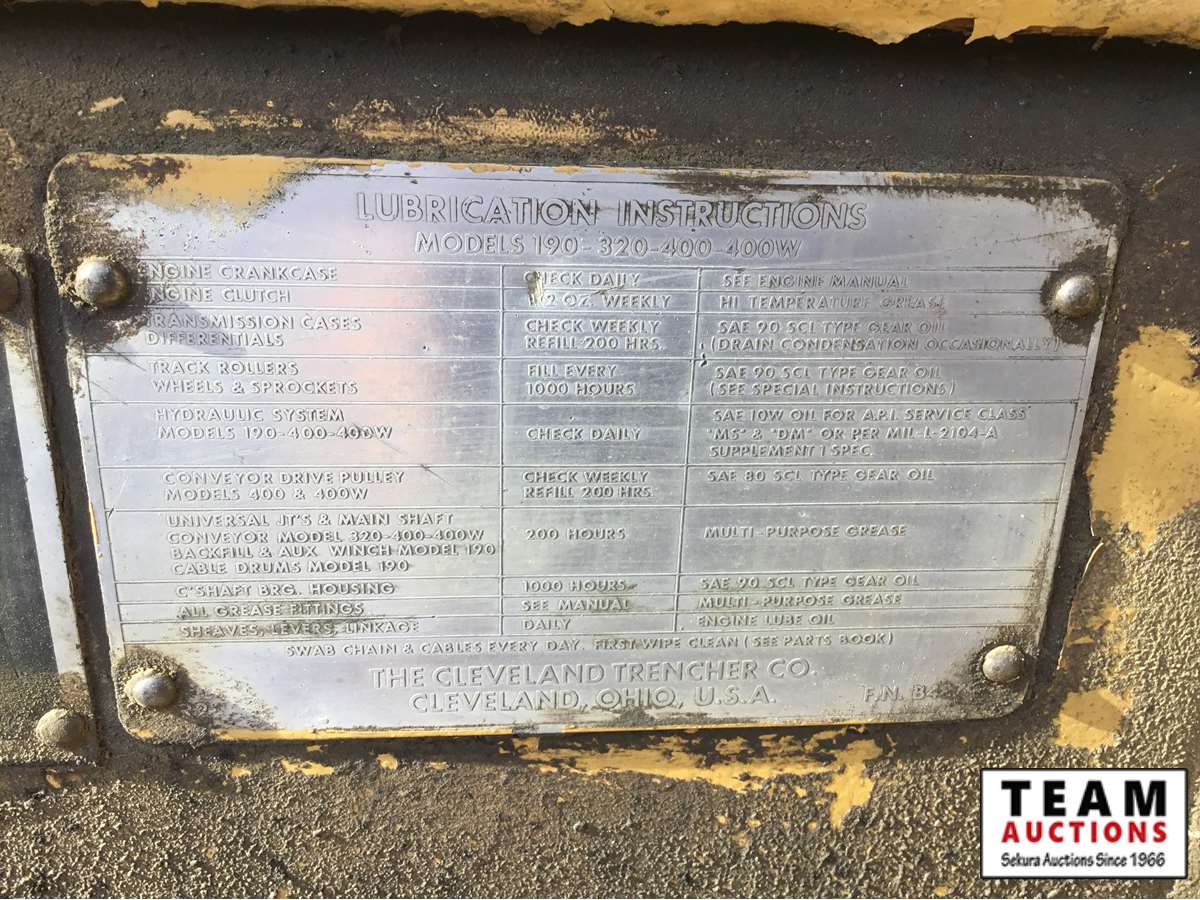 LUBRICATION INSTRUCTIONS
MODELS 190-320-400-400W
ENGINE CRANKCASE CHECK DAILY SEE ENGINE MANUAL
ENGINE CLUTCH 1/2 OZ. WEEKLY HI TEMPERATURE GREASE
TRANSMISSION CASES CHECK WEEKLY SAE 90 SCL TYPE GEAR OIL
DIFFERENTIALS REFILL 200 HRS. (DRAIN CONDENSATION OCCASIONALLY)
TRACK ROLLERS FILL EVERY SAE 90 SCL TYPE GEAR OIL
WHEELS & SPROCKETS 1000 HOURS (SEE SPECIAL INSTRUCTIONS)
HYDRAULIC SYSTEM SAE 10W OIL FOR A.P.I. SERVICE CLASS
MODELS 190-400-400W CHECK DAILY "MS" & "DM" OR PER MIL-L-2104-A
SUPPLEMENT 1 SPEC.
CONVEYOR DRIVE PULLEY CHECK WEEKLY SAE 80 SCL TYPE GEAR OIL
MODELS 400 & 400W REFILL 200 HRS
UNIVERSAL JT'S & MAIN SHAFT
CONVEYOR MODEL 320-400-400W 200 HOURS MULTI-PURPOSE GREASE
BACKFILL & AUX. WINCH MODEL 190
CABLE DRUMS MODEL 190
C'SHAFT BRG. HOUSING 1000 HOURS SAE 90 SCL TYPE GEAR OIL
ALL GREASE FITTINGS SEE MANUAL MULTI-PURPOSE GREASE
SHEAVES, LEVERS, LINKAGE DAILY ENGINE LUBE OIL
SWAB CHAIN & CABLES EVERY DAY. FIRST WIPE CLEAN (SEE PARTS BOOK)
THE CLEVELAND TRENCHER CO.
CLEVELAND, OHIO, U.S.A. F.N.
TEAM
AUCTIONS
Sekura Auctions Since 1966